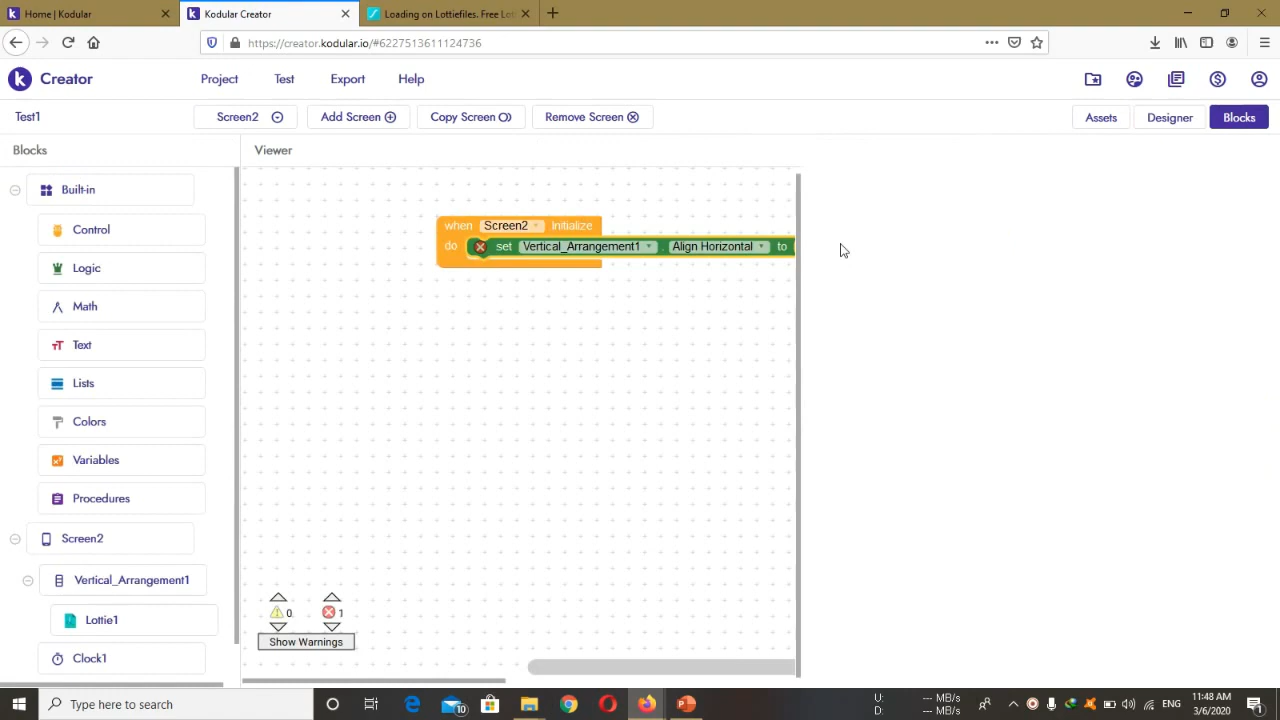 Home | Kodular
Kodular Creator
Loading on Lottiefiles. Free Lot
https://creator.kodular.io/#6227513611124736
Creator
Project
Test
Export
Help
Test1
Screen2
Add Screen
Copy Screen
Remove Screen
Assets
Designer
Blocks
Blocks
Viewer
Built-in
Control
Logic
Math
Text
Lists
Colors
Variables
Procedures
Screen2
Vertical_Arrangement1
Lottie1
Clock1
when Screen2 .Initialize
do set Vertical_Arrangement1 . Align Horizontal to
0 1
Show Warnings
Type here to search
10
U: --- MB/s
D: --- MB/s
ENG
11:48 AM
3/6/2020
1